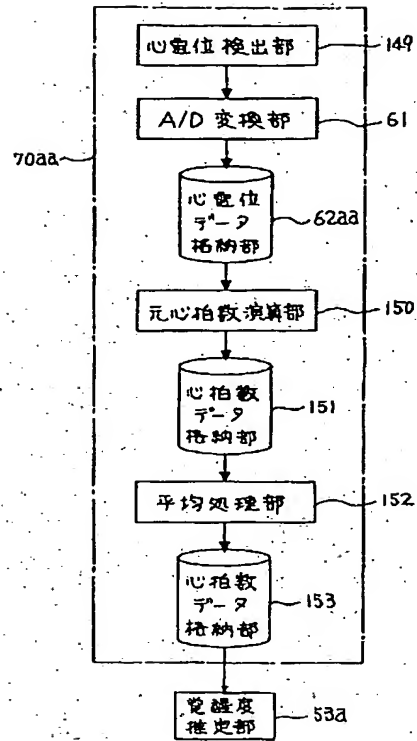 心電位検出部
149
A/D変換部
61
70aa
心電位
データ
格納部
62aa
元心拍数演算部
150
心拍数
データ
格納部
151
平均処理部
152
心拍数
データ
格納部
153
覚醒度
推定部
53a